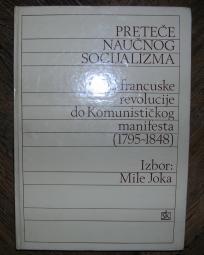 PRETEČE
NAUČNOG
SOCIJALIZMA
francuske
revolucije
do Komunističkog
manifesta
(1795-1848)
Izbor:
Mile Joka